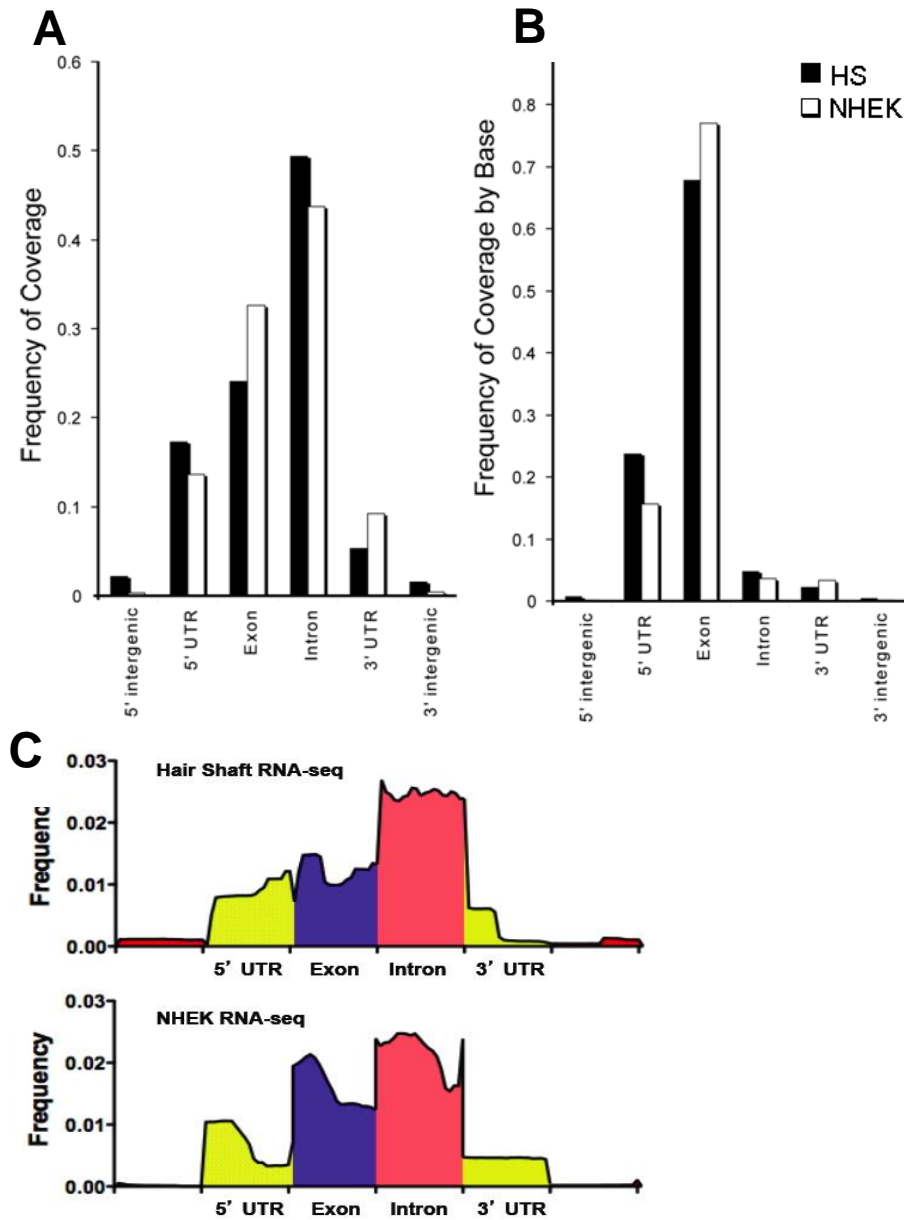 A
Frequency of Coverage
0.6
0.5
0.4
0.3
0.2
0.1
0
5' intergenic
5' UTR
Exon
Intron
3' UTR
3' intergenic
B
HS
NHEK
Frequency of Coverage by Base
0.8
0.7
0.6
0.5
0.4
0.3
0.2
0.1
0
5' intergenic
5' UTR
Exon
Intron
3' UTR
3' intergenic
C
Hair Shaft RNA-seq
Frequenc
0.03
0.02
0.01
0.00
5' UTR Exon Intron 3' UTR
NHEK RNA-seq
Frequency
0.03
0.02
0.01
0.00
5' UTR Exon Intron 3' UTR